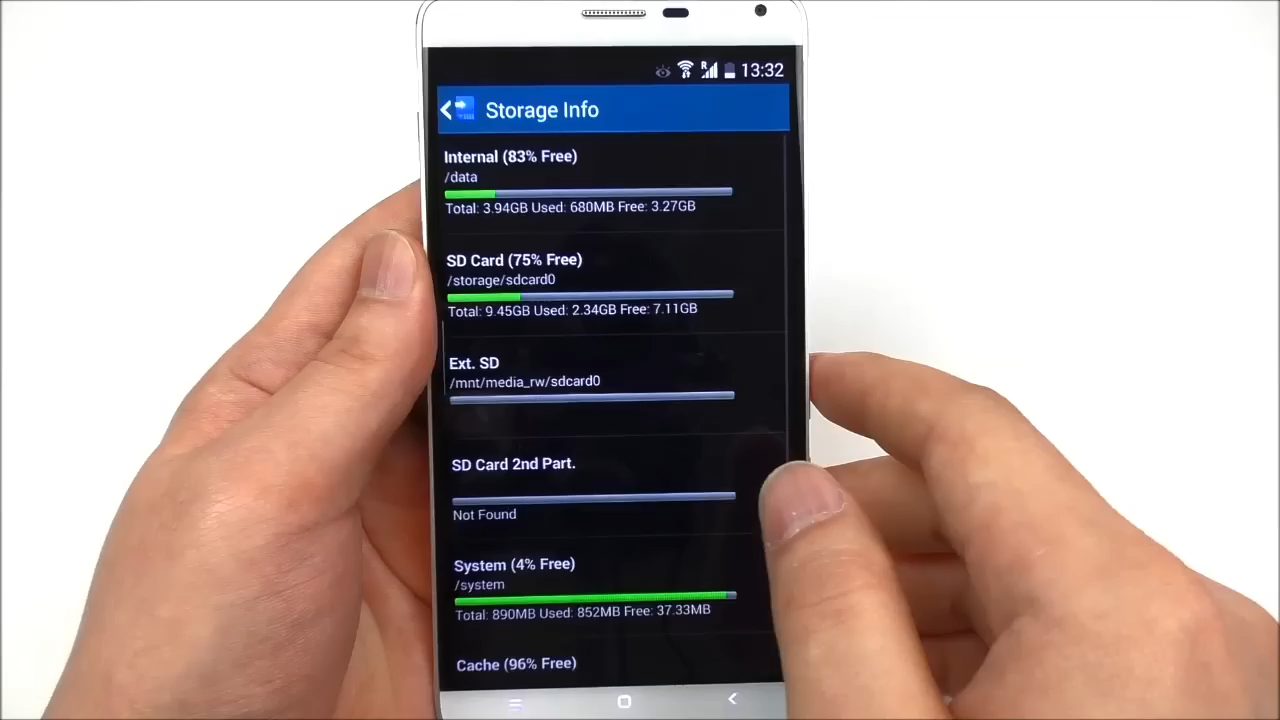 R
13:32
Storage Info
Internal (83% Free)
/data
Total: 3.94GB Used: 680MB Free: 3.27GB
SD Card (75% Free)
/storage/sdcard0
Total: 9.45GB Used: 2.34GB Free: 7.11GB
Ext. SD
/mnt/media_rw/sdcard0
SD Card 2nd Part.
Not Found
System (4% Free)
/system
Total: 890MB Used: 852MB Free: 37.33MB
Cache (96% Free)